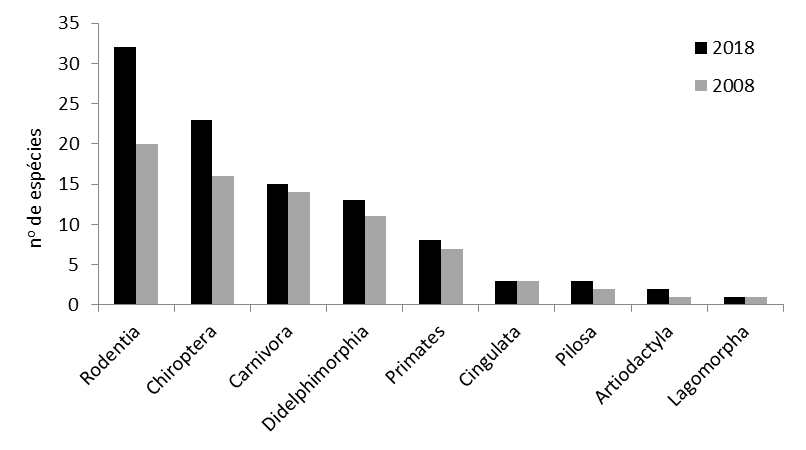 35
30
25
20
15
10
5
0
nº de espécies
2018
2008
Rodentia
Chiroptera
Carnivora
Didelphimorphia
Primates
Cingulata
Pilosa
Artiodactyla
Lagomorpha